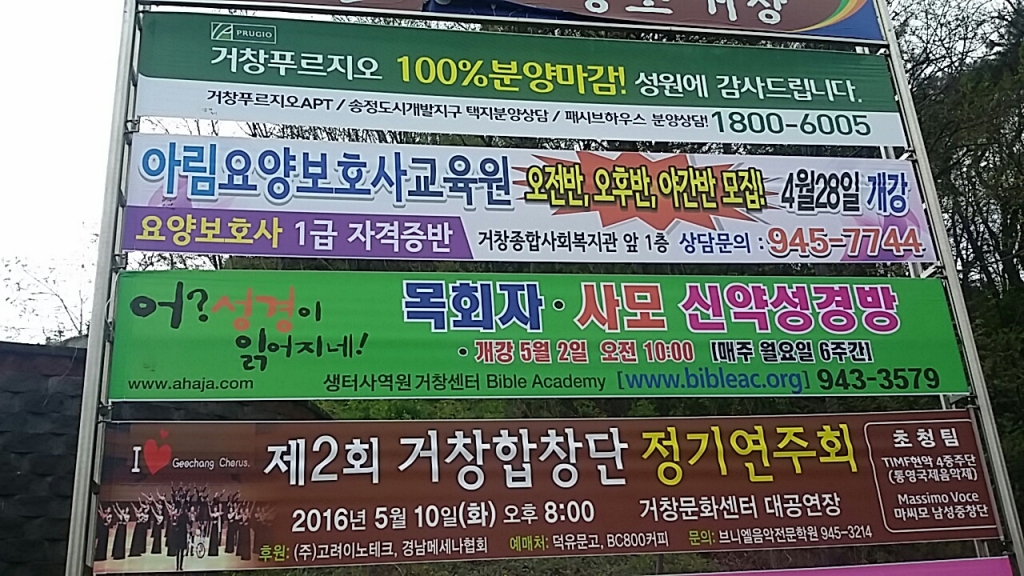 PRUGIO
거창푸르지오 100%분양마감! 성원에 감사드립니다.
거창푸르지오APT / 송정도시개발지구 택지분양상담 / 패시브하우스 분양상담! 1800-6005
아림요양보호사교육원 오전반, 오후반, 야간반 모집! 4월28일 개강
요양보호사 1급 자격증반 거창종합사회복지관 앞 1층 상담문의 : 945-7744
어? 성경이 읽어지네!
목회자 · 사모 신약성경방
• 개강 5월 2일 오전 10:00 [매주 월요일 6주간]
www.ahaja.com 생터사역원 거창센터 Bible Academy [www.bibleac.org] 943-3579
I Geochang Chorus.
제2회 거창합창단 정기연주회
2016년 5월 10일(화) 오후 8:00 거창문화센터 대공연장
후원: (주)고려이노테크, 경남메세나협회 예매처: 덕유문고, BC800커피 문의: 브니엘음악전문학원 945-3214
초청팀
TIMF현악 4중주단
(통영국제음악제)
Massimo Voce
마씨모 남성중창단